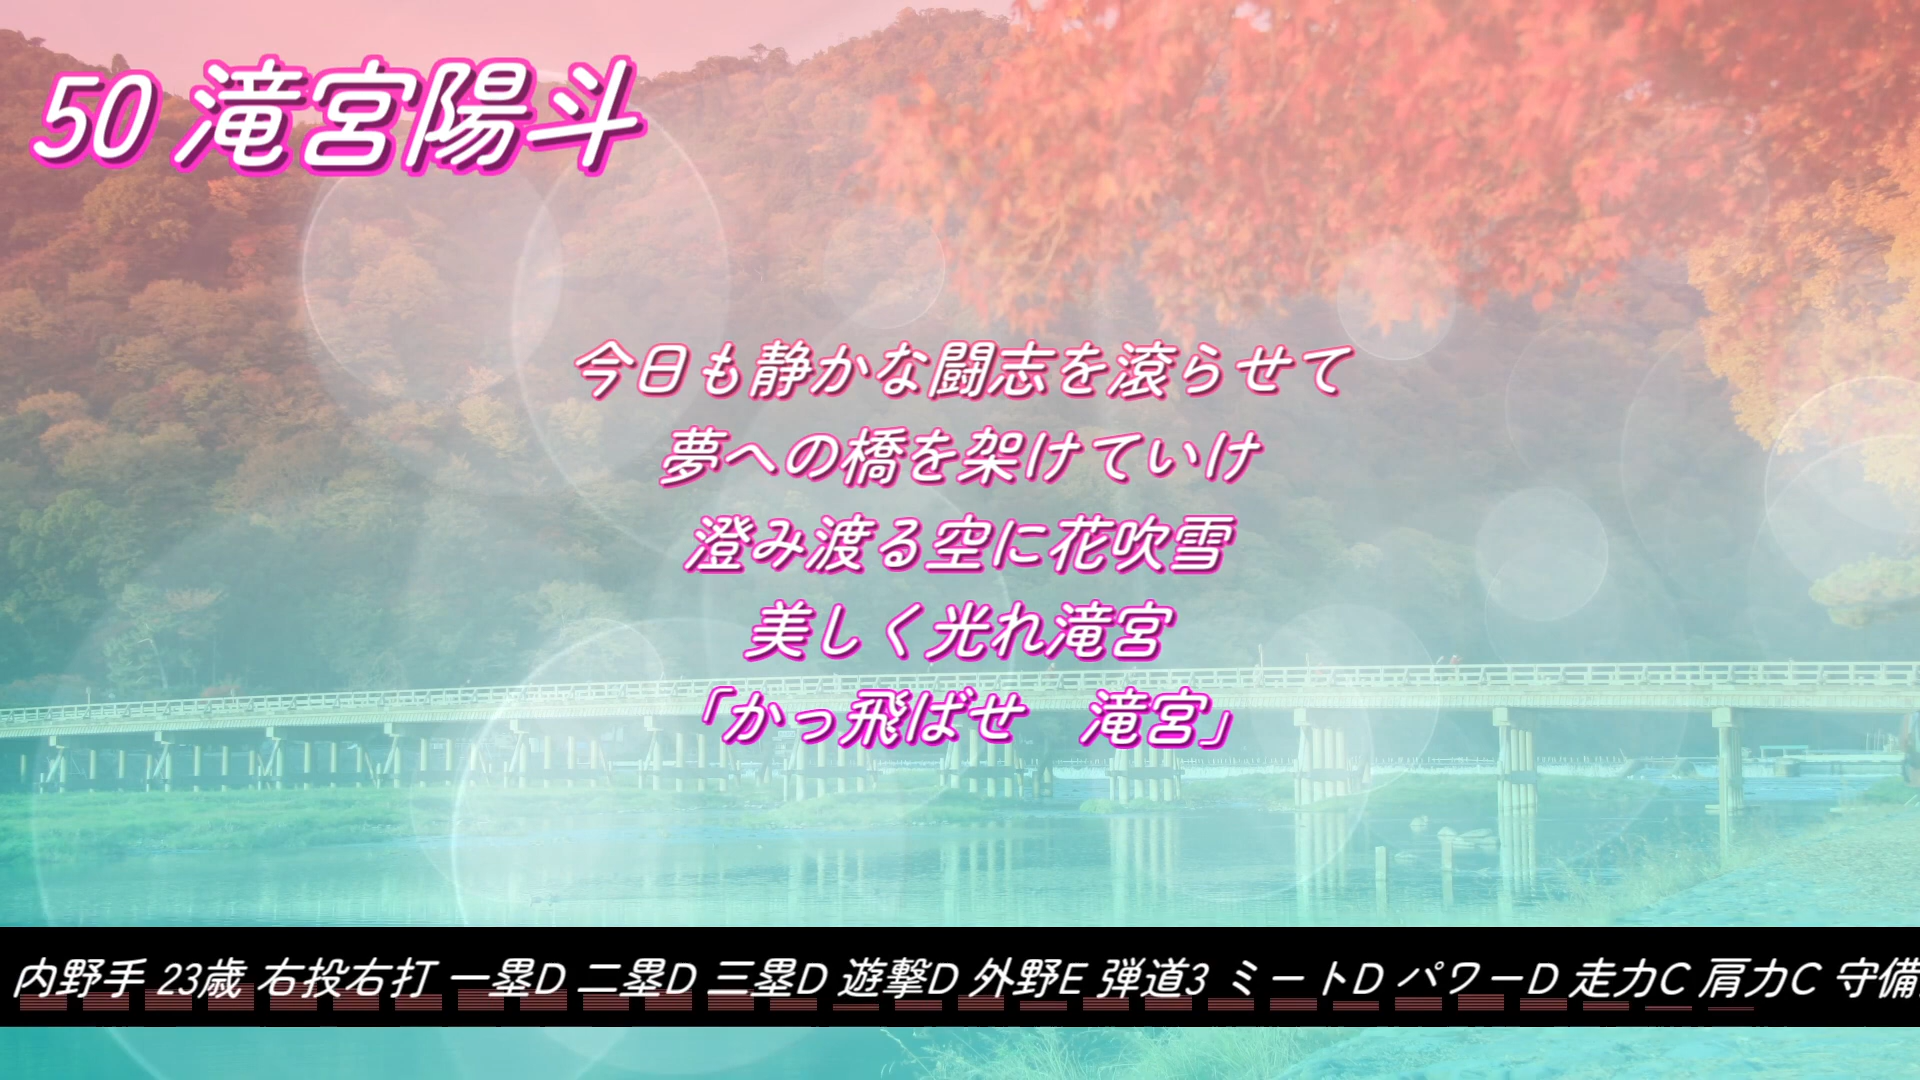 50 滝宮陽斗
今日も静かな闘志を滾らせて
夢への橋を架けていけ
澄み渡る空に花吹雪
美しく光れ滝宮
「かっ飛ばせ　滝宮」
内野手 23歳 右投右打 一塁D 二塁D 三塁D 遊撃D 外野E 弾道3 ミートD パワーD 走力C 肩力C 守備